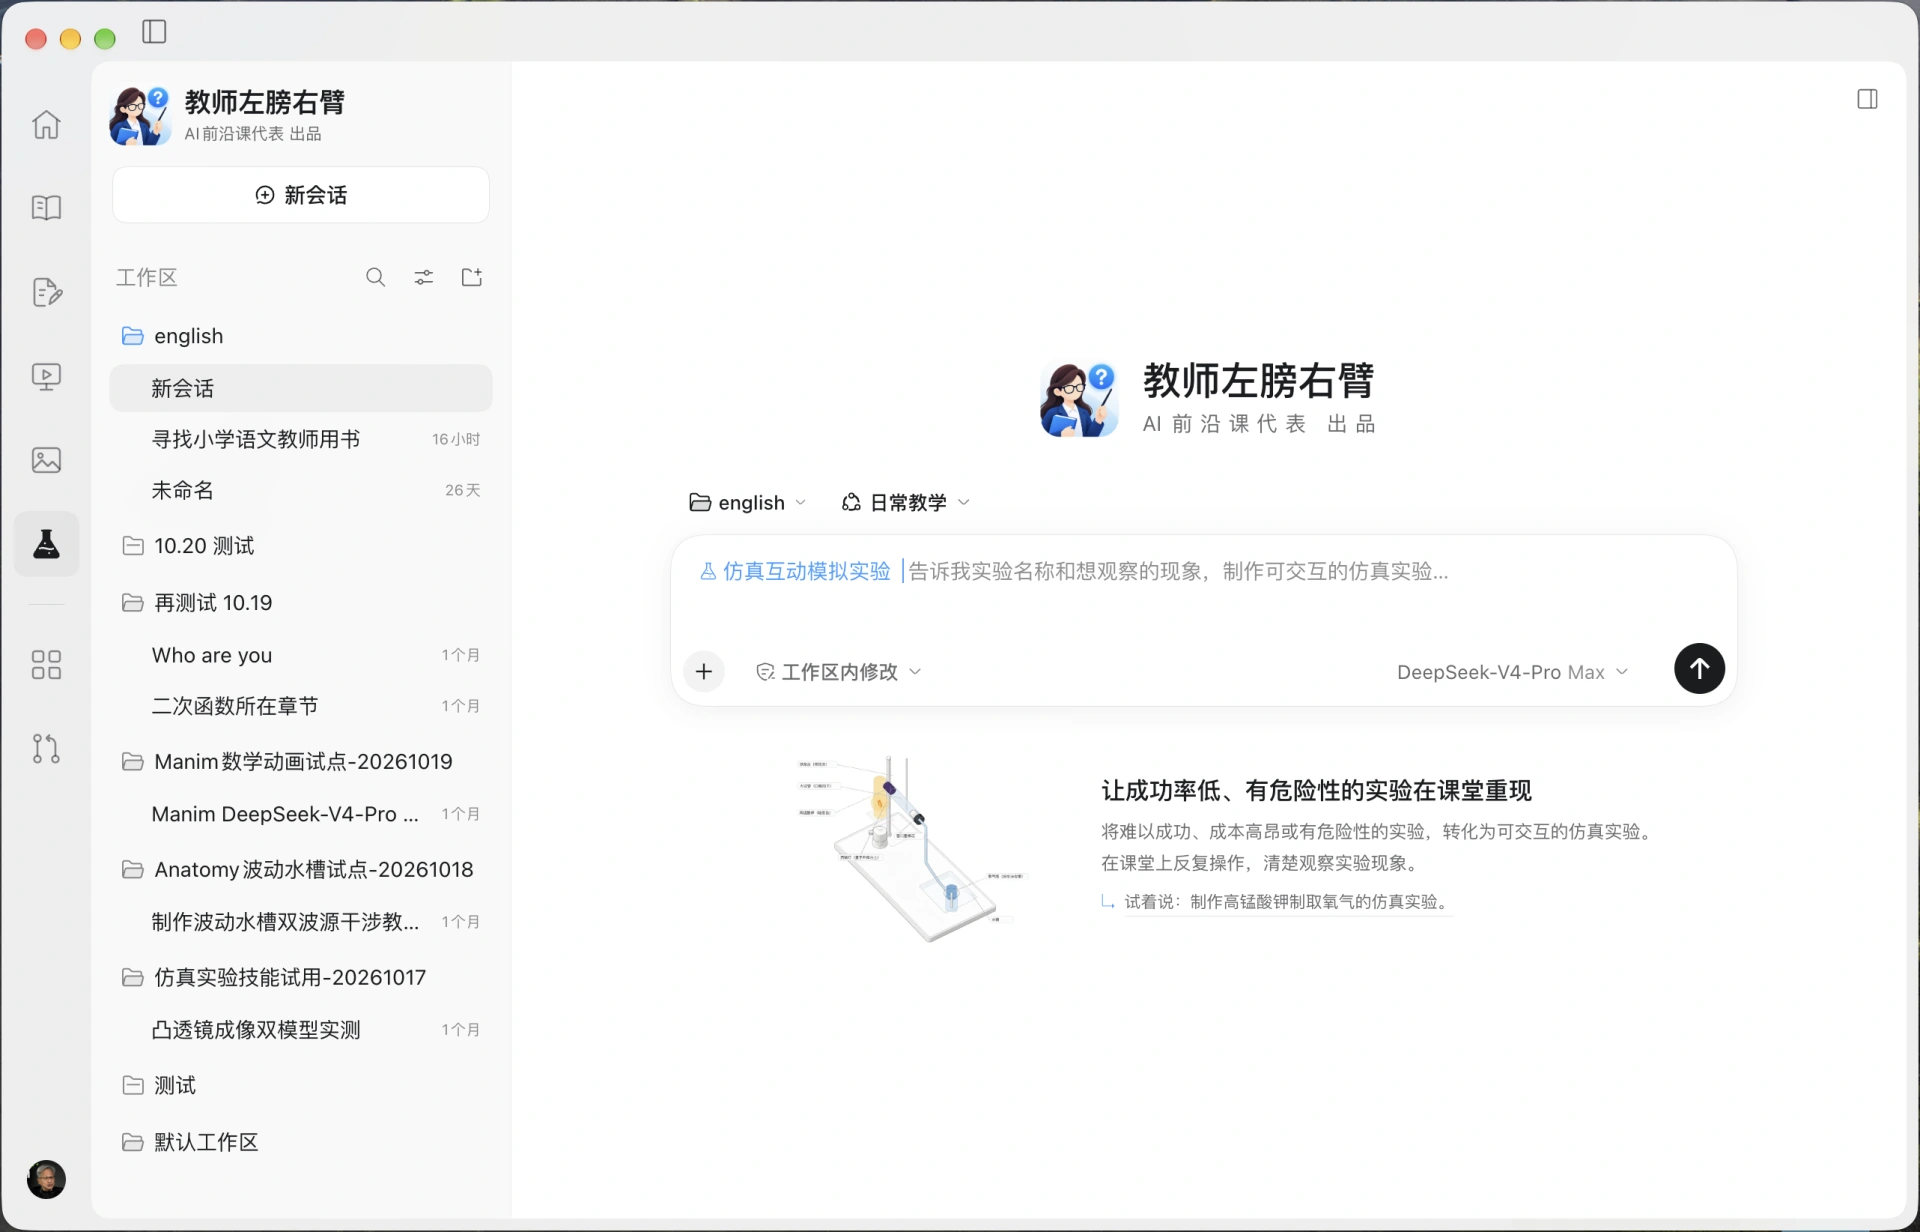 教师左膀右臂
AI前沿课代表 出品
新会话
工作区
english
新会话
寻找小学语文教师用书 16小时
未命名 26天
10.20 测试
再测试 10.19
Who are you 1个月
二次函数所在章节 1个月
Manim数学动画试点-20261019
Manim DeepSeek-V4-Pro ... 1个月
Anatomy波动水槽试点-20261018
制作波动水槽双波源干涉教... 1个月
仿真实验技能试用-20261017
凸透镜成像双模型实测 1个月
测试
默认工作区
教师左膀右臂
AI 前沿课代表 出品
english 日常教学
仿真互动模拟实验 告诉我实验名称和想观察的现象，制作可交互的仿真实验...
工作区内修改 DeepSeek-V4-Pro Max
让成功率低、有危险性的实验在课堂重现
将难以成功、成本高昂或有危险性的实验，转化为可交互的仿真实验。
在课堂上反复操作，清楚观察实验现象。
试着说：制作高锰酸钾制取氧气的仿真实验。